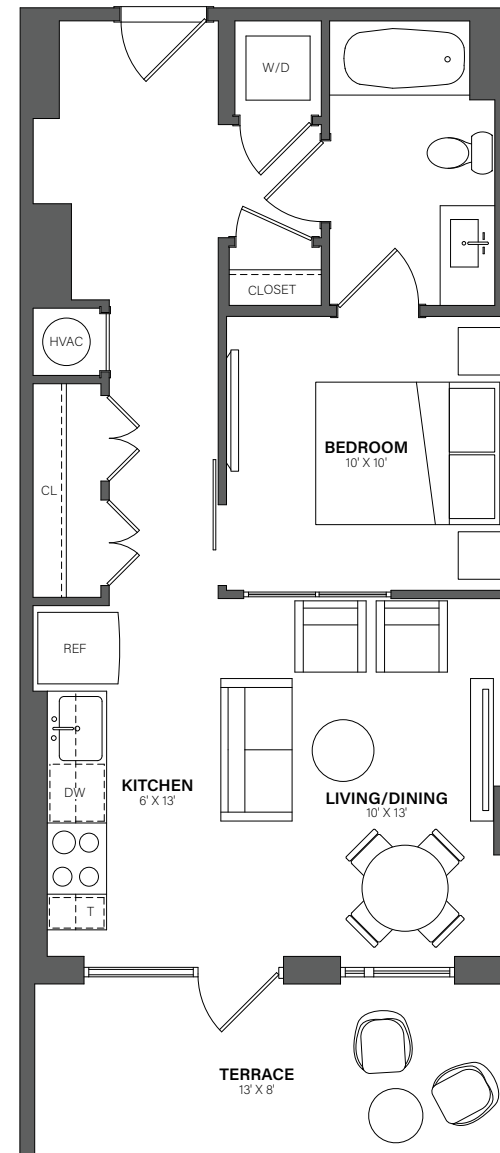 W/D
CLOSET
HVAC
BEDROOM
10' X 10'
CL
REF
DW
KITCHEN
6' X 13'
LIVING/DINING
10' X 13'
T
TERRACE
13' X 8'